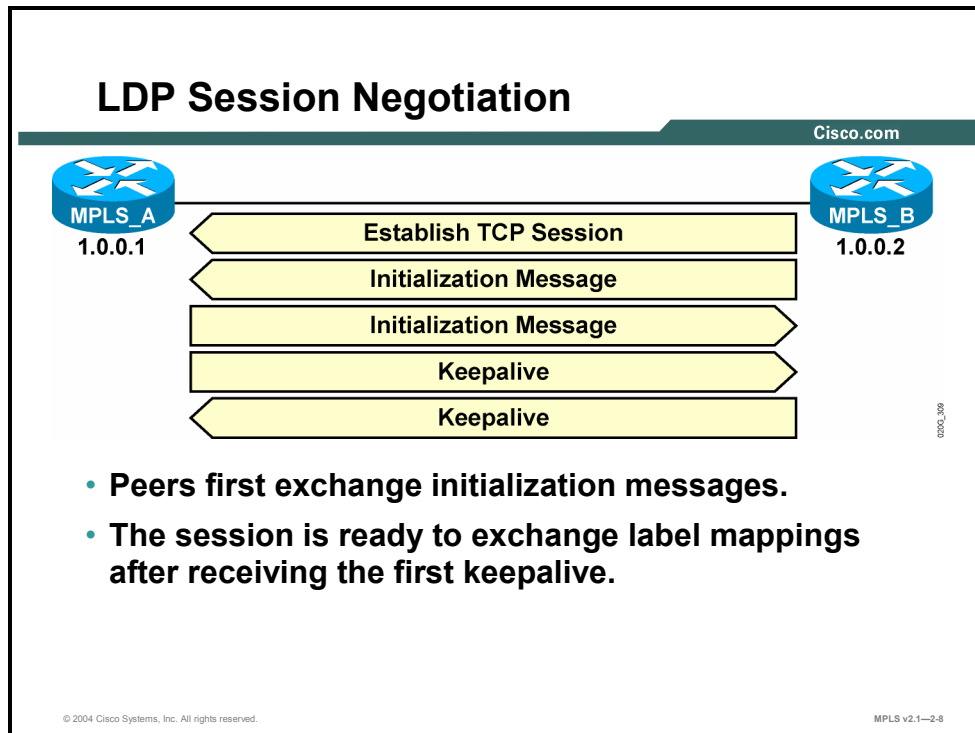 LDP Session Negotiation
Cisco.com
MPLS_A
MPLS_B
1.0.0.1
1.0.0.2
Establish TCP Session
Initialization Message
Initialization Message
Keepalive
Keepalive
020G_309
• Peers first exchange initialization messages.
• The session is ready to exchange label mappings
after receiving the first keepalive.
© 2004 Cisco Systems, Inc. All rights reserved.
MPLS v2.1—2-8